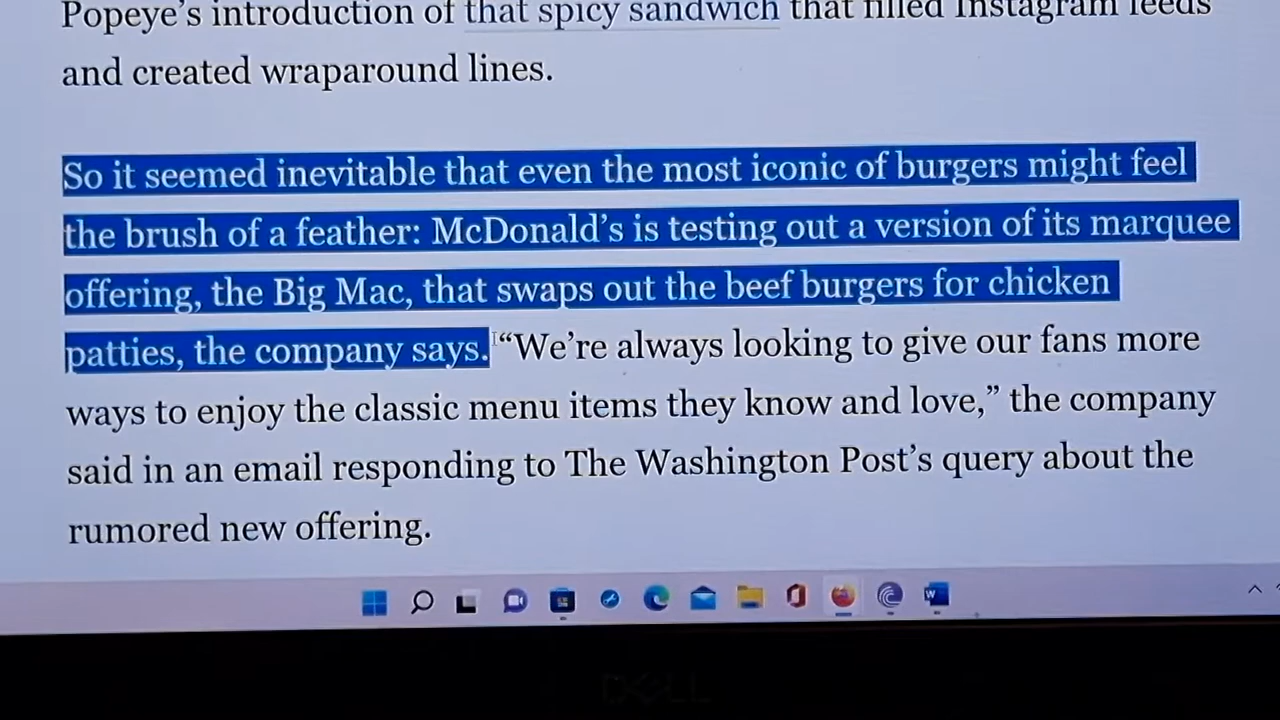 Popeye’s introduction of that spicy sandwich that filled Instagram feeds
and created wraparound lines.
So it seemed inevitable that even the most iconic of burgers might feel
the brush of a feather: McDonald’s is testing out a version of its marquee
offering, the Big Mac, that swaps out the beef burgers for chicken
patties, the company says. “We’re always looking to give our fans more
ways to enjoy the classic menu items they know and love,” the company
said in an email responding to The Washington Post’s query about the
rumored new offering.
DELL